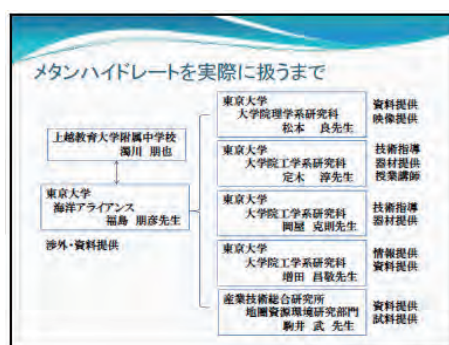 メタンハイドレートを実際に扱うまで
上越教育大学附属中学校
濁川 朋也
東京大学
海洋アライアンス
福島 朋彦先生
渉外・資料提供
東京大学
大学院理学系研究科
松本 良先生
資料提供
映像提供
東京大学
大学院工学系研究科
定木 淳先生
技術指導
器材提供
授業講師
東京大学
大学院工学系研究科
岡屋 克則先生
技術指導
器材提供
東京大学
大学院工学系研究科
増田 昌敬先生
情報提供
資料提供
産業技術総合研究所
地圏資源環境研究部門
駒井 武 先生
資料提供
試料提供